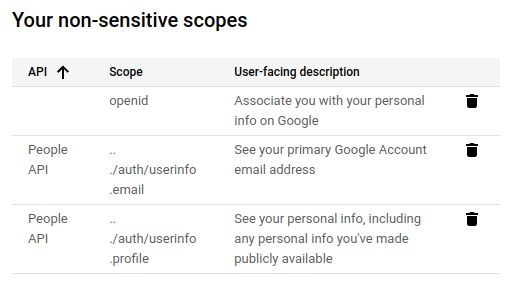 Your non-sensitive scopes
API Scope User-facing description
openid Associate you with your personal
info on Google
People .. See your primary Google Account
API ./auth/userinfo email address
.email
People .. See your personal info, including
API ./auth/userinfo any personal info you've made
.profile publicly available